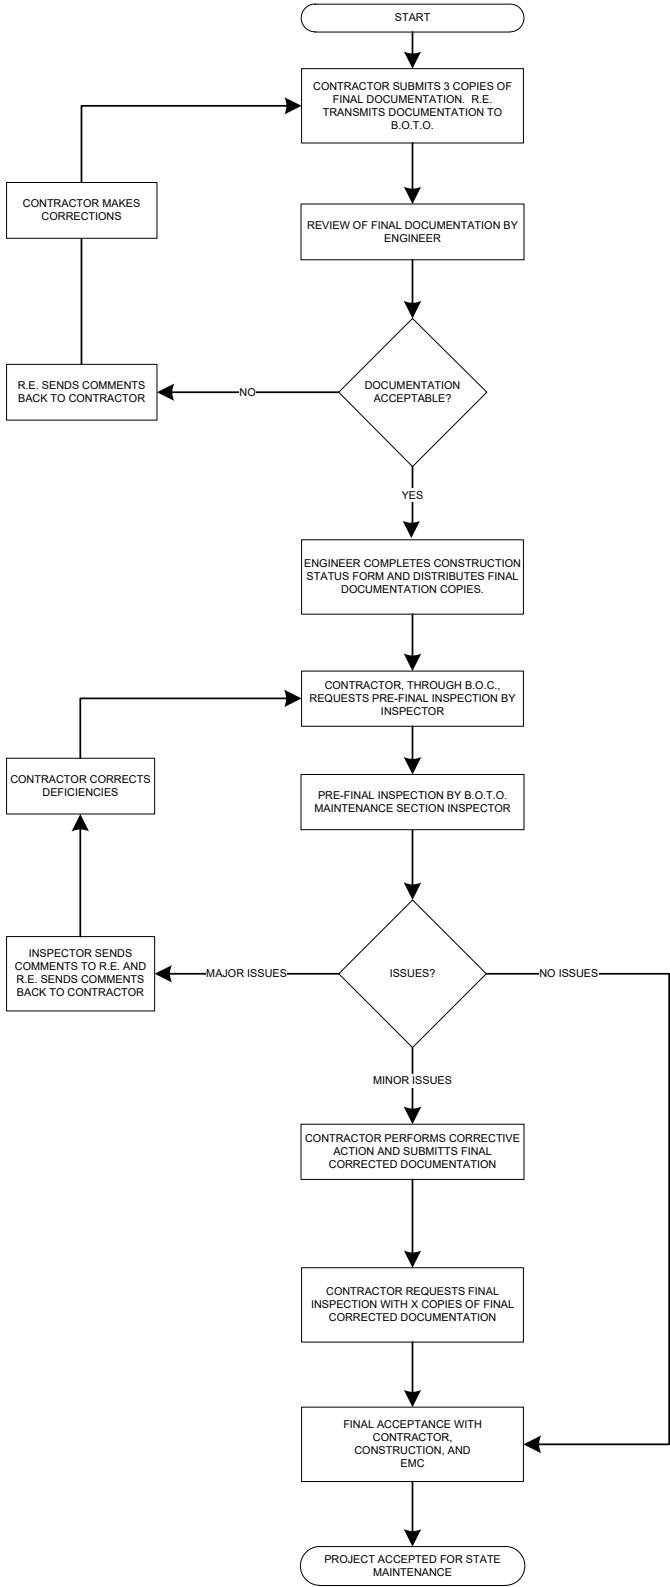 START
CONTRACTOR SUBMITS 3 COPIES OF
FINAL DOCUMENTATION. R.E.
TRANSMITS DOCUMENTATION TO
B.O.T.O.
CONTRACTOR MAKES
CORRECTIONS
REVIEW OF FINAL DOCUMENTATION BY
ENGINEER
DOCUMENTATION
ACCEPTABLE?
NO
R.E. SENDS COMMENTS
BACK TO CONTRACTOR
YES
ENGINEER COMPLETES CONSTRUCTION
STATUS FORM AND DISTRIBUTES FINAL
DOCUMENTATION COPIES.
CONTRACTOR, THROUGH B.O.C.,
REQUESTS PRE-FINAL INSPECTION BY
INSPECTOR
CONTRACTOR CORRECTS
DEFICIENCIES
PRE-FINAL INSPECTION BY B.O.T.O.
MAINTENANCE SECTION INSPECTOR
INSPECTOR SENDS
COMMENTS TO R.E. AND
R.E. SENDS COMMENTS
BACK TO CONTRACTOR
MAJOR ISSUES
ISSUES?
NO ISSUES
MINOR ISSUES
CONTRACTOR PERFORMS CORRECTIVE
ACTION AND SUBMITTS FINAL
CORRECTED DOCUMENTATION
CONTRACTOR REQUESTS FINAL
INSPECTION WITH X COPIES OF FINAL
CORRECTED DOCUMENTATION
FINAL ACCEPTANCE WITH
CONTRACTOR,
CONSTRUCTION, AND
EMC
PROJECT ACCEPTED FOR STATE
MAINTENANCE